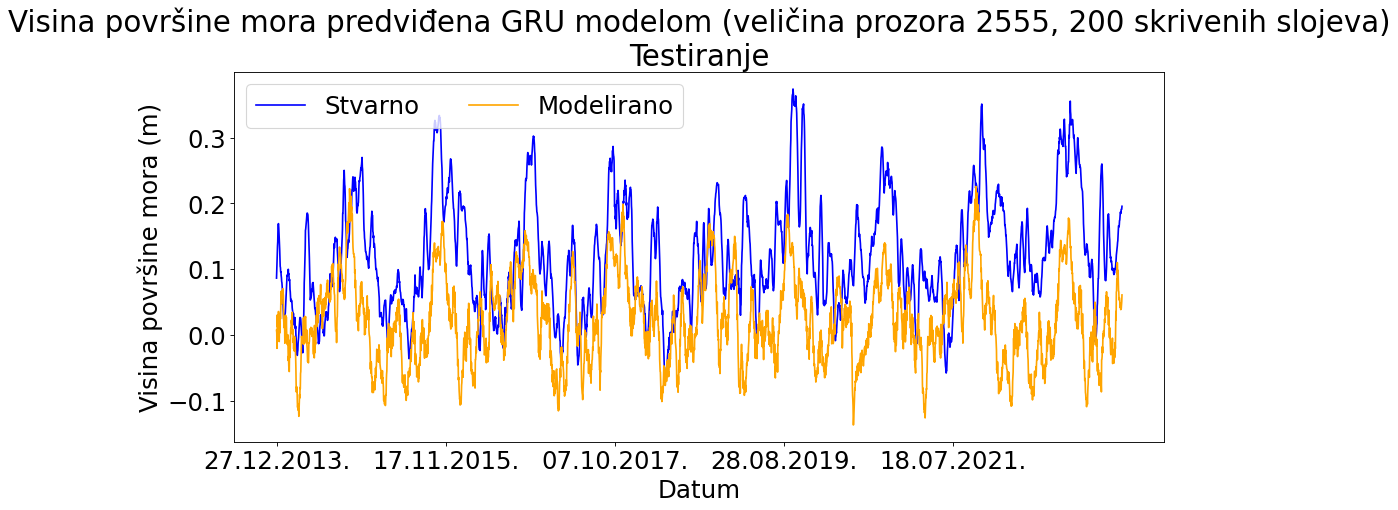 Visina površine mora predviđena GRU modelom (veličina prozora 2555, 200 skrivenih slojeva)
Testiranje
Stvarno
Modelirano
Visina površine mora (m)
0.3
0.2
0.1
0.0
−0.1
27.12.2013.
17.11.2015.
07.10.2017.
28.08.2019.
18.07.2021.
Datum